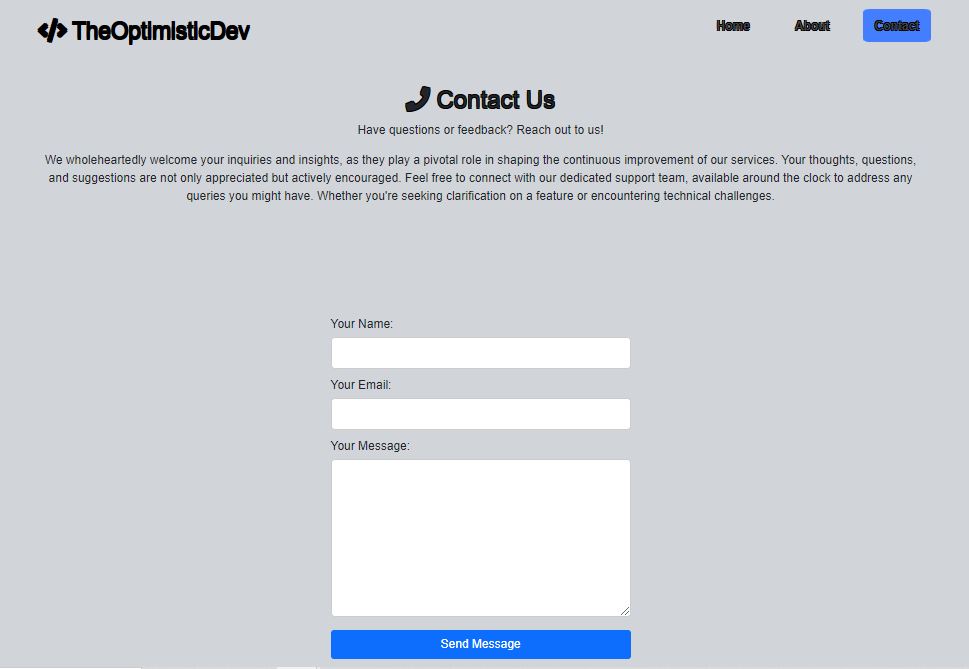 TheOptimisticDev
Home About Contact
Contact Us
Have questions or feedback? Reach out to us!
We wholeheartedly welcome your inquiries and insights, as they play a pivotal role in shaping the continuous improvement of our services. Your thoughts, questions,
and suggestions are not only appreciated but actively encouraged. Feel free to connect with our dedicated support team, available around the clock to address any
queries you might have. Whether you're seeking clarification on a feature or encountering technical challenges.
Your Name:
Your Email:
Your Message:
Send Message